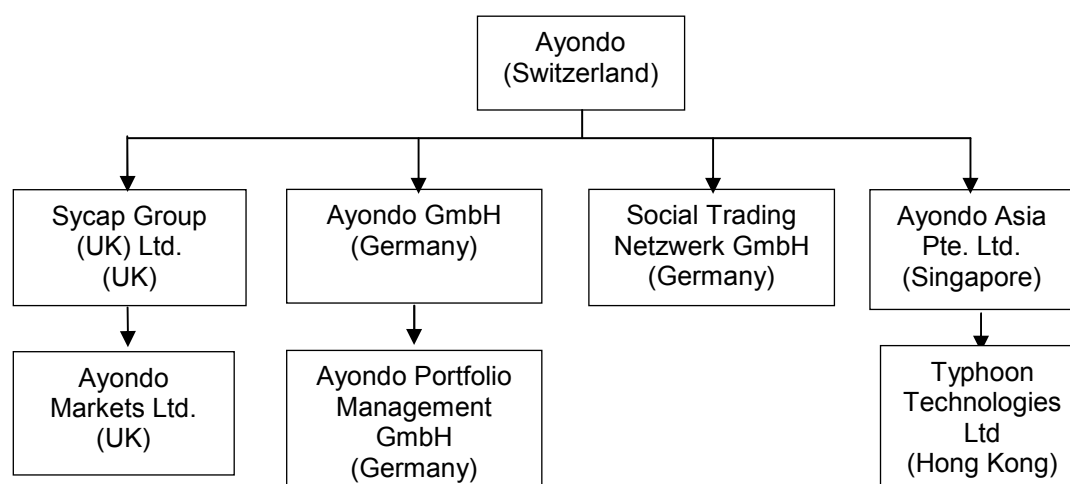 Ayondo
(Switzerland)
Sycap Group
(UK) Ltd.
(UK)
Ayondo GmbH
(Germany)
Social Trading
Netzwerk GmbH
(Germany)
Ayondo Asia
Pte. Ltd.
(Singapore)
Ayondo
Markets Ltd.
(UK)
Ayondo Portfolio
Management
GmbH
(Germany)
Typhoon
Technologies
Ltd
(Hong Kong)